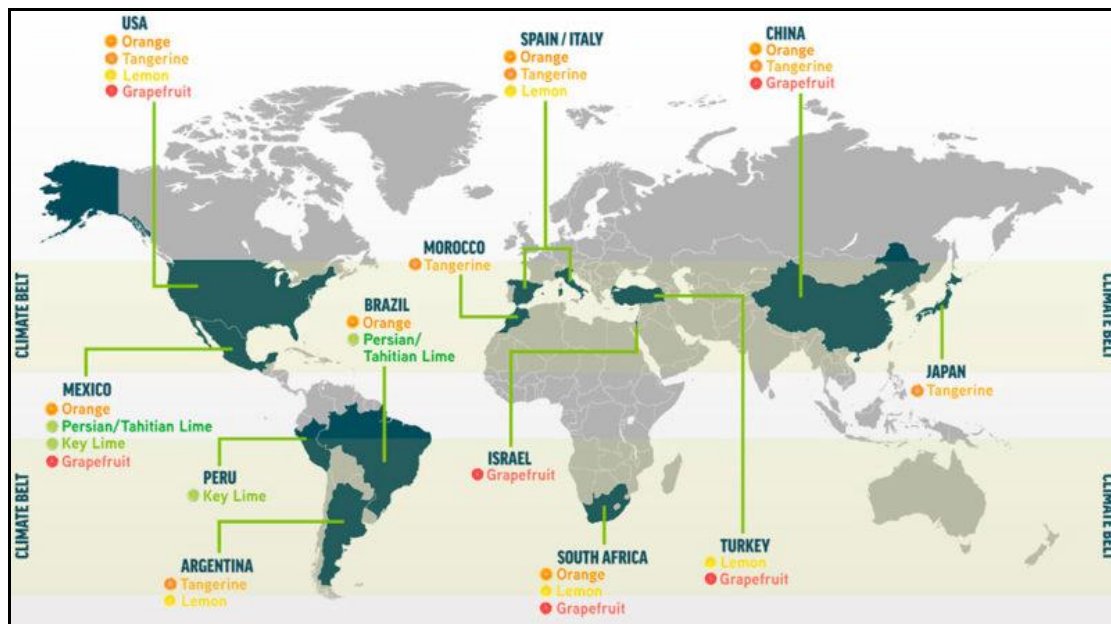 USA
Orange
Tangerine
Lemon
Grapefruit
SPAIN / ITALY
Orange
Tangerine
Lemon
CHINA
Orange
Tangerine
Grapefruit
MOROCCO
Tangerine
BRAZIL
Orange
Persian/
Tahitian Lime
CLIMATE BELT
CLIMATE BELT
MEXICO
Orange
Persian/Tahitian Lime
Key Lime
Grapefruit
JAPAN
Tangerine
PERU
Key Lime
ISRAEL
Grapefruit
CLIMATE BELT
CLIMATE BELT
ARGENTINA
Tangerine
Lemon
SOUTH AFRICA
Orange
Lemon
Grapefruit
TURKEY
Lemon
Grapefruit